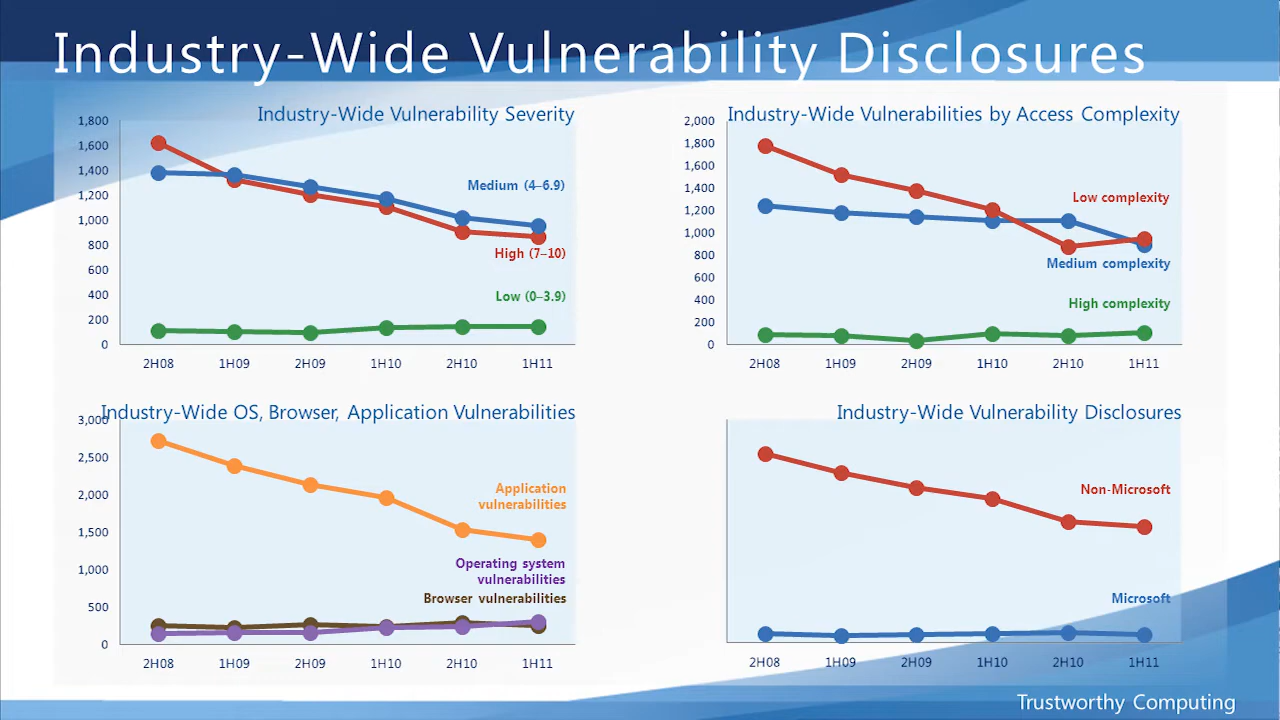 Industry-Wide Vulnerability Disclosures
Industry-Wide Vulnerability Severity
1,800
1,600
1,400
1,200
1,000
800
600
400
200
0
Medium (4–6.9)
High (7–10)
Low (0–3.9)
2H08 1H09 2H09 1H10 2H10 1H11
Industry-Wide Vulnerabilities by Access Complexity
2,000
1,800
1,600
1,400
1,200
1,000
800
600
400
200
0
Low complexity
Medium complexity
High complexity
2H08 1H09 2H09 1H10 2H10 1H11
Industry-Wide OS, Browser, Application Vulnerabilities
3,000
2,500
2,000
1,500
1,000
500
0
Application
vulnerabilities
Operating system
vulnerabilities
Browser vulnerabilities
2H08 1H09 2H09 1H10 2H10 1H11
Industry-Wide Vulnerability Disclosures
Non-Microsoft
Microsoft
2H08 1H09 2H09 1H10 2H10 1H11
Trustworthy Computing